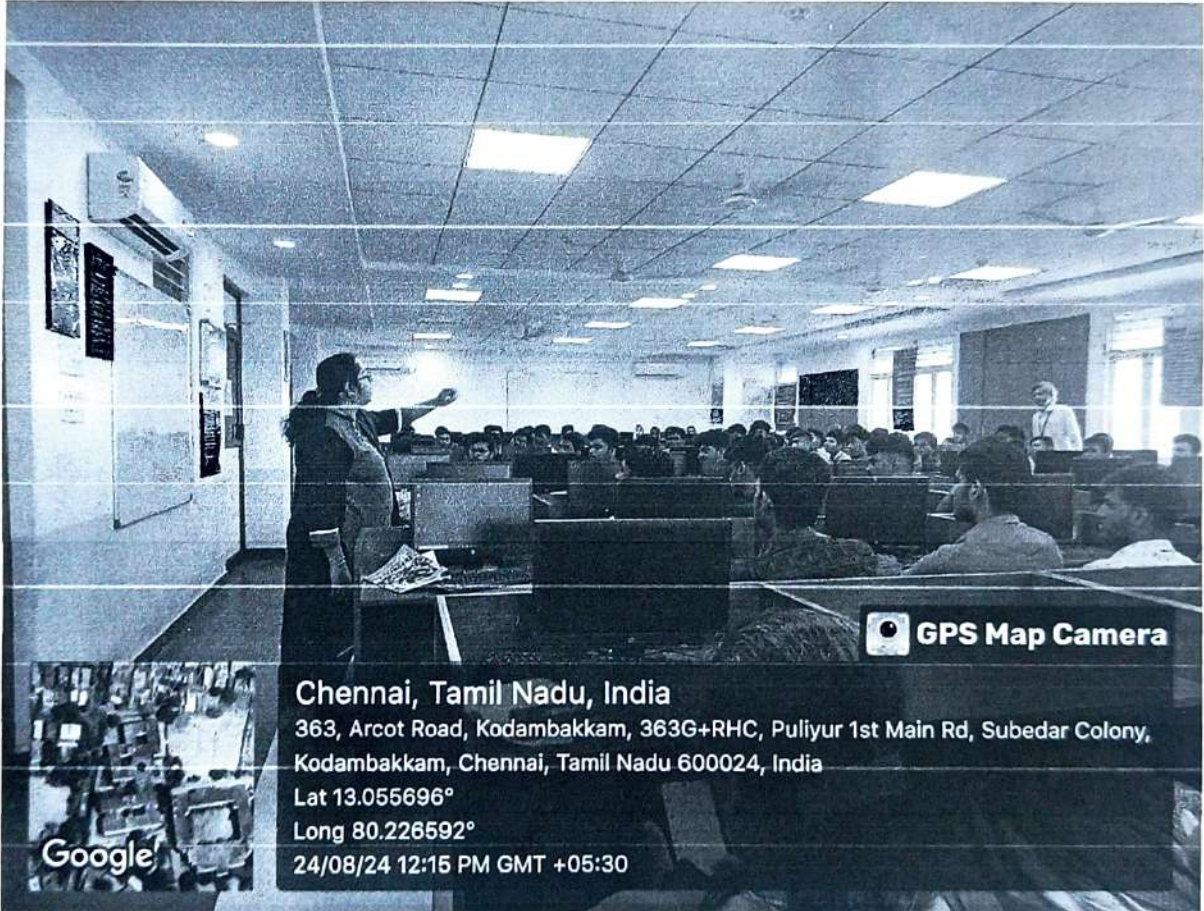 GPS Map Camera
Chennai, Tamil Nadu, India
363, Arcot Road, Kodambakkam, 363G+RHC, Puliyur 1st Main Rd, Subedar Colony,
Kodambakkam, Chennai, Tamil Nadu 600024, India
Lat 13.055696°
Long 80.226592°
24/08/24 12:15 PM GMT +05:30
Google